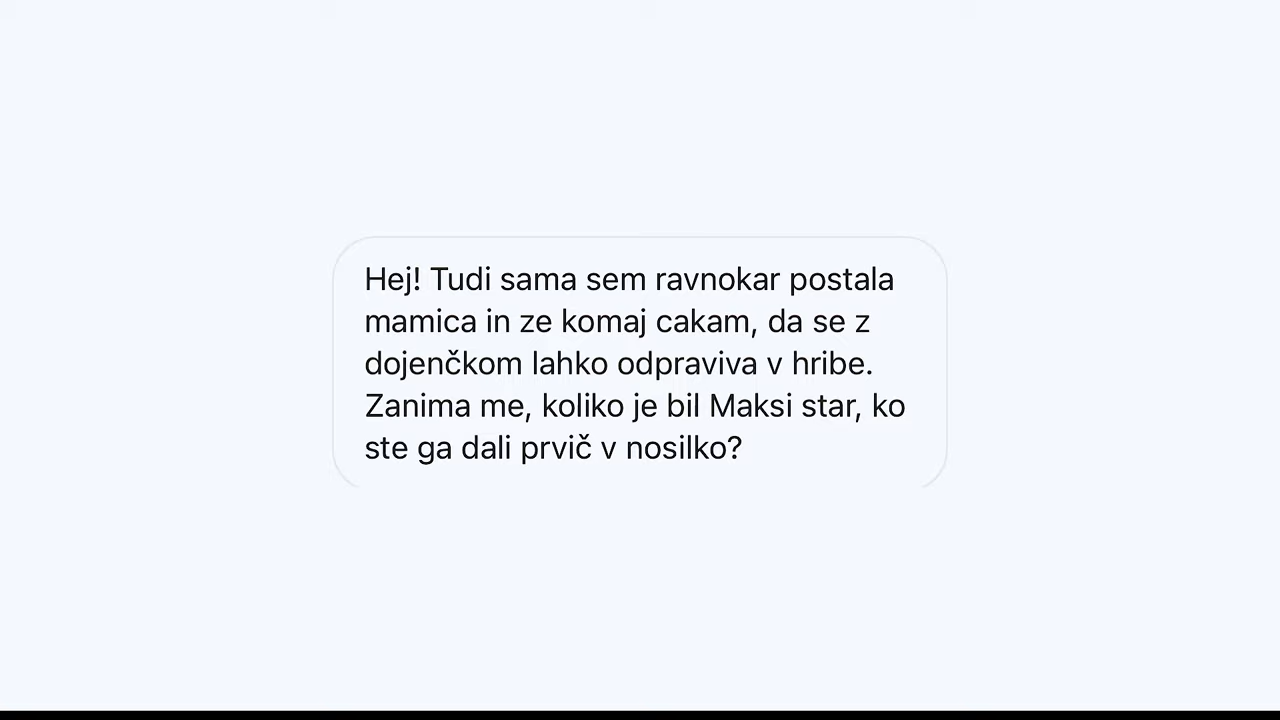 Hej! Tudi sama sem ravnokar postala
mamica in ze komaj cakam, da se z
dojenčkom lahko odpraviva v hribe.
Zanima me, koliko je bil Maksi star, ko
ste ga dali prvič v nosilko?